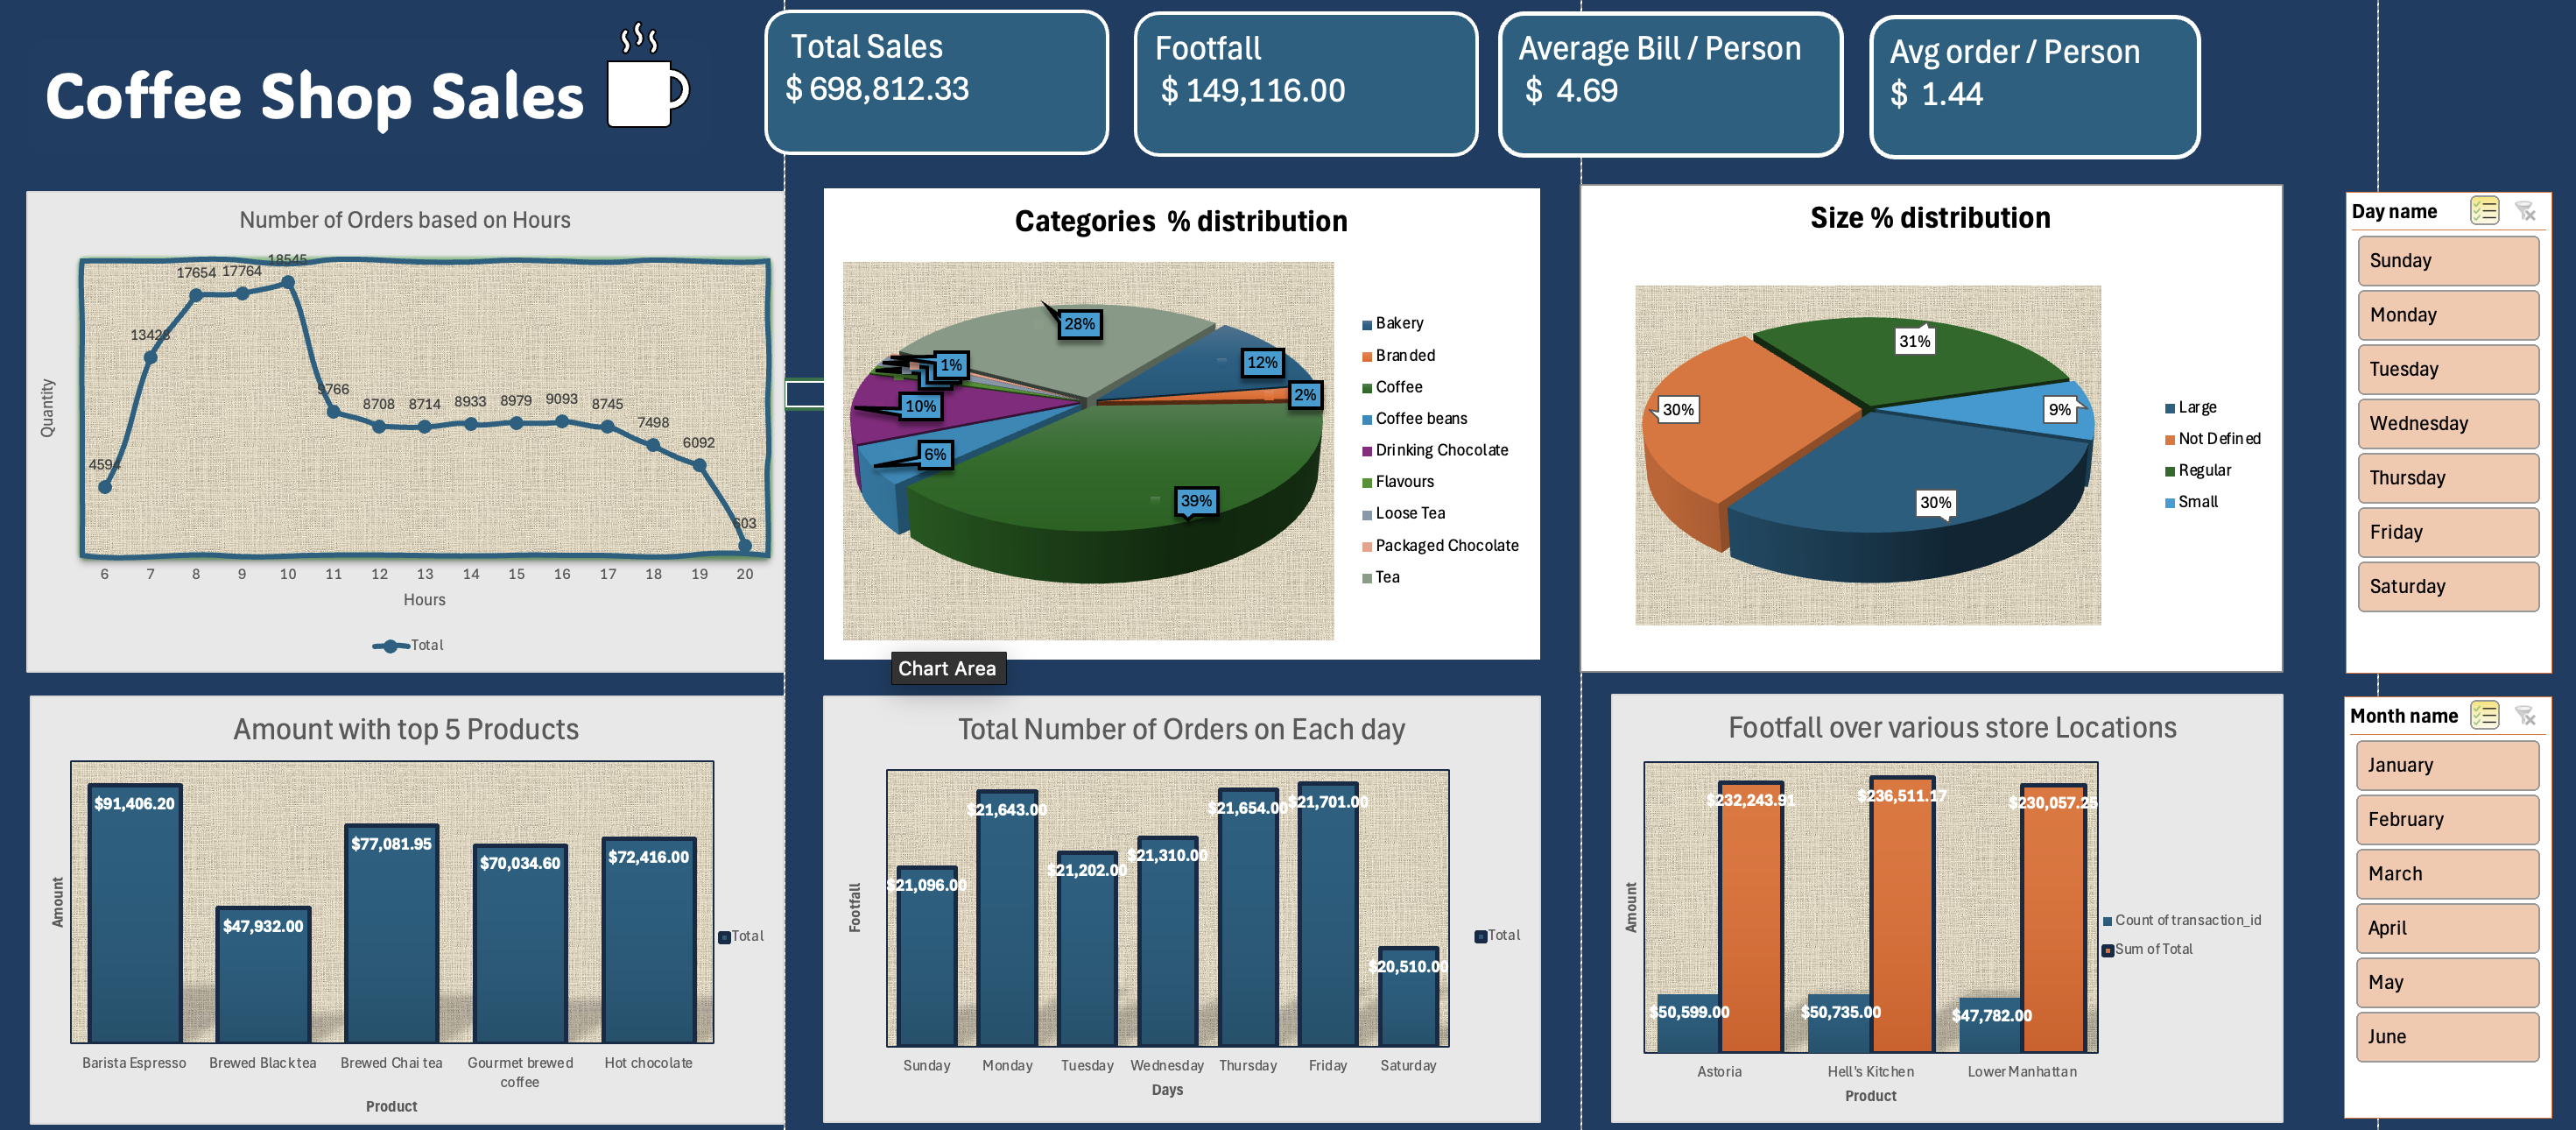 Coffee Shop Sales
Total Sales
$ 698,812.33
Footfall
$ 149,116.00
Average Bill / Person
$ 4.69
Avg order / Person
$ 1.44
Number of Orders based on Hours
Quantity
4594
13428
17654
17764
18545
9766
8708
8714
8933
8979
9093
8745
7498
6092
603
6 7 8 9 10 11 12 13 14 15 16 17 18 19 20
Hours
Total
Categories % distribution
28%
12%
2%
39%
6%
10%
1%
Bakery
Branded
Coffee
Coffee beans
Drinking Chocolate
Flavours
Loose Tea
Packaged Chocolate
Tea
Chart Area
Size % distribution
31%
9%
30%
30%
Large
Not Defined
Regular
Small
Day name
Sunday
Monday
Tuesday
Wednesday
Thursday
Friday
Saturday
Amount with top 5 Products
Amount
$91,406.20
$47,932.00
$77,081.95
$70,034.60
$72,416.00
Barista Espresso
Brewed Black tea
Brewed Chai tea
Gourmet brewed
coffee
Hot chocolate
Product
Total
Total Number of Orders on Each day
Footfall
$21,096.00
$21,643.00
$21,202.00
$21,310.00
$21,654.00
$21,701.00
$20,510.00
Sunday Monday Tuesday Wednesday Thursday Friday Saturday
Days
Total
Footfall over various store Locations
Amount
$50,599.00
$232,243.91
$50,735.00
$236,511.17
$47,782.00
$230,057.25
Astoria
Hell's Kitchen
Lower Manhattan
Product
Count of transaction_id
Sum of Total
Month name
January
February
March
April
May
June